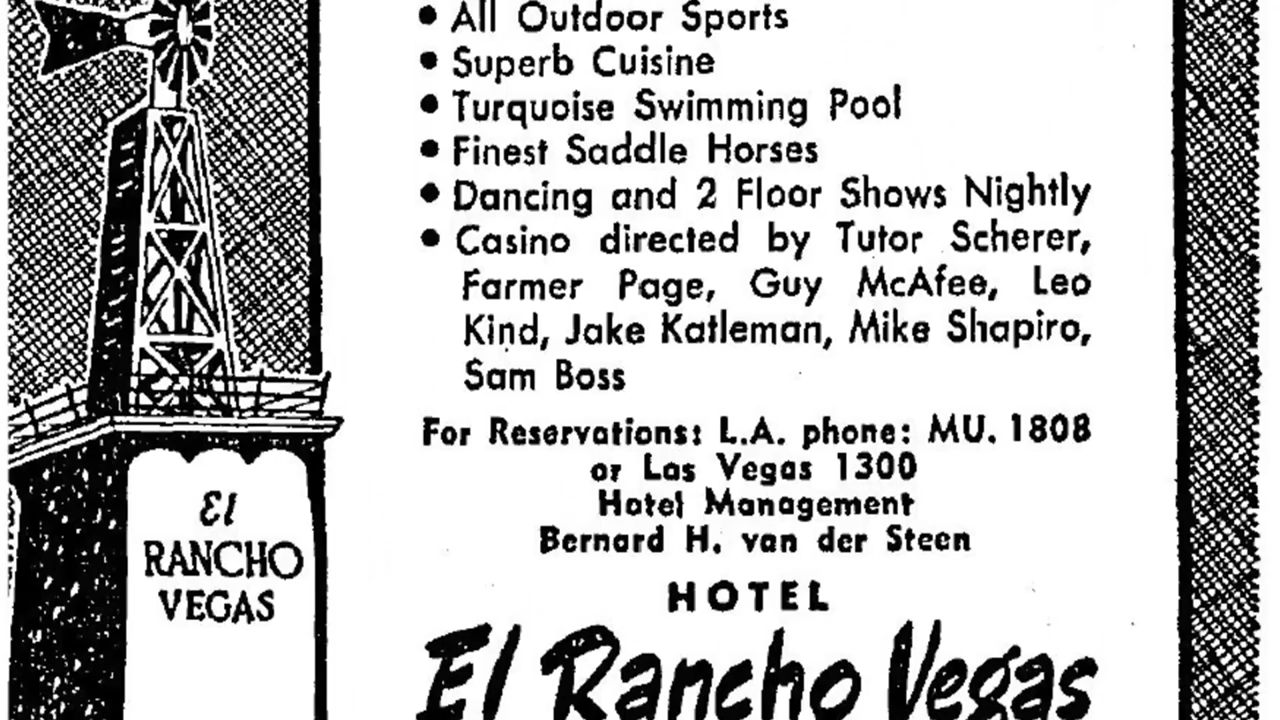 • All Outdoor Sports
• Superb Cuisine
• Turquoise Swimming Pool
• Finest Saddle Horses
• Dancing and 2 Floor Shows Nightly
• Casino directed by Tutor Scherer,
Farmer Page, Guy McAfee, Leo
Kind, Jake Katleman, Mike Shapiro,
Sam Boss
For Reservations: L.A. phone: MU. 1808
or Las Vegas 1300
Hotel Management
Bernard H. van der Steen
HOTEL
El Rancho Vegas
El
RANCHO
VEGAS